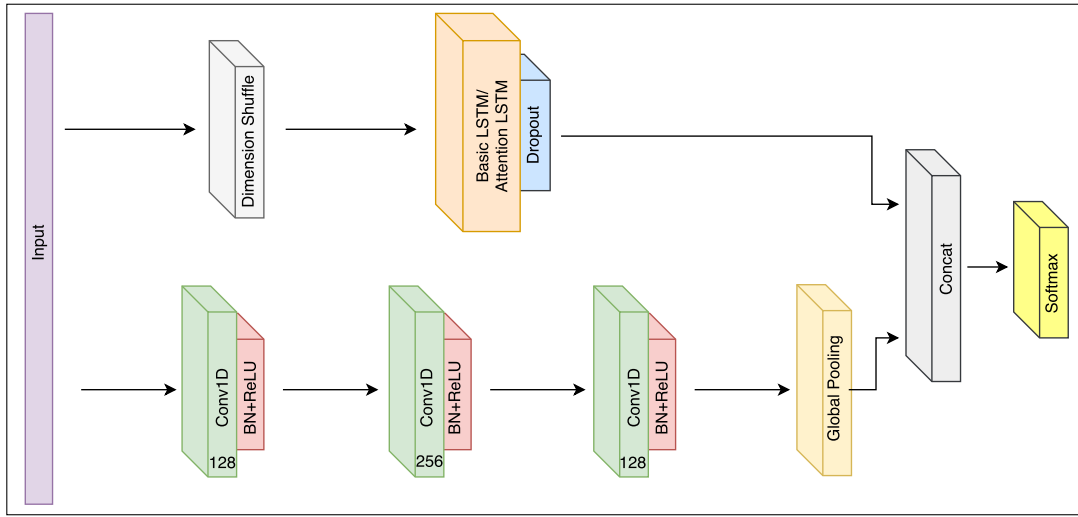 Input
Dimension Shuffle
Basic LSTM/
Attention LSTM
Dropout
Conv1D
128
BN+ReLU
Conv1D
256
BN+ReLU
Conv1D
128
BN+ReLU
Global Pooling
Concat
Softmax